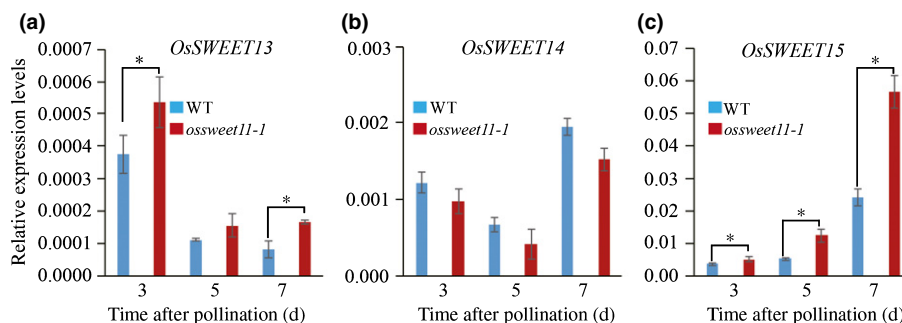 (a)
OsSWEET13
Relative expression levels
0.0007
0.0006
0.0005
0.0004
0.0003
0.0002
0.0001
0.0000
*
*
WT
ossweet11-1
3 5 7
Time after pollination (d)
(b)
OsSWEET14
0.003
0.002
0.001
0.000
WT
ossweet11-1
3 5 7
Time after pollination (d)
(c)
OsSWEET15
0.07
0.06
0.05
0.04
0.03
0.02
0.01
0.00
*
*
*
WT
ossweet11-1
3 5 7
Time after pollination (d)